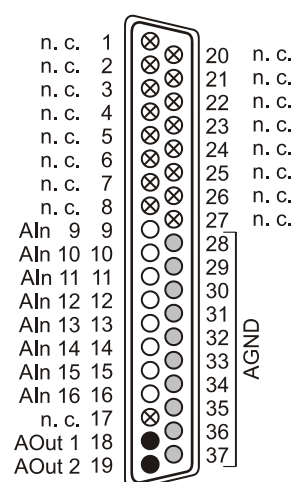 n. c. 1
20 n. c.
n. c. 2
21 n. c.
n. c. 3
22 n. c.
n. c. 4
23 n. c.
n. c. 5
24 n. c.
n. c. 6
25 n. c.
n. c. 7
26 n. c.
n. c. 8
27 n. c.
AIn 9 9
28
AIn 10 10
29
AIn 11 11
30
AIn 12 12
31
AIn 13 13
32
AIn 14 14
33
AIn 15 15
34
AIn 16 16
35
n. c. 17
36
AOut 1 18
37
AOut 2 19
AGND